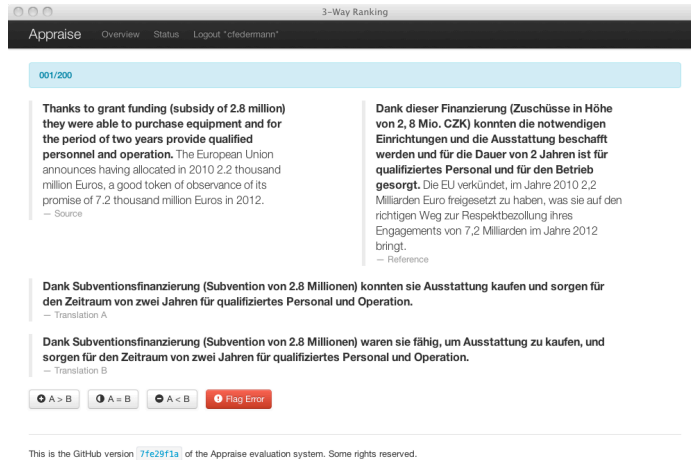 3-Way Ranking
Appraise Overview Status Logout "cfedermann"
001/200
Thanks to grant funding (subsidy of 2.8 million)
they were able to purchase equipment and for
the period of two years provide qualified
personnel and operation. The European Union
announces having allocated in 2010 2.2 thousand
million Euros, a good token of observance of its
promise of 7.2 thousand million Euros in 2012.
— Source
Dank dieser Finanzierung (Zuschüsse in Höhe
von 2, 8 Mio. CZK) konnten die notwendigen
Einrichtungen und die Ausstattung beschafft
werden und für die Dauer von 2 Jahren ist für
qualifiziertes Personal und für den Betrieb
gesorgt. Die EU verkündet, im Jahre 2010 2,2
Milliarden Euro freigesetzt zu haben, was sie auf den
richtigen Weg zur Respektbezollung ihres
Engagements von 7,2 Milliarden im Jahre 2012
bringt.
— Reference
Dank Subventionsfinanzierung (Subvention von 2.8 Millionen) konnten sie Ausstattung kaufen und sorgen für
den Zeitraum von zwei Jahren für qualifiziertes Personal und Operation.
— Translation A
Dank Subventionsfinanzierung (Subvention von 2.8 Millionen) waren sie fähig, um Ausstattung zu kaufen, und
sorgen für den Zeitraum von zwei Jahren für qualifiziertes Personal und Operation.
— Translation B
A > B A = B A < B Flag Error
This is the GitHub version 7fe29f1a of the Appraise evaluation system. Some rights reserved.